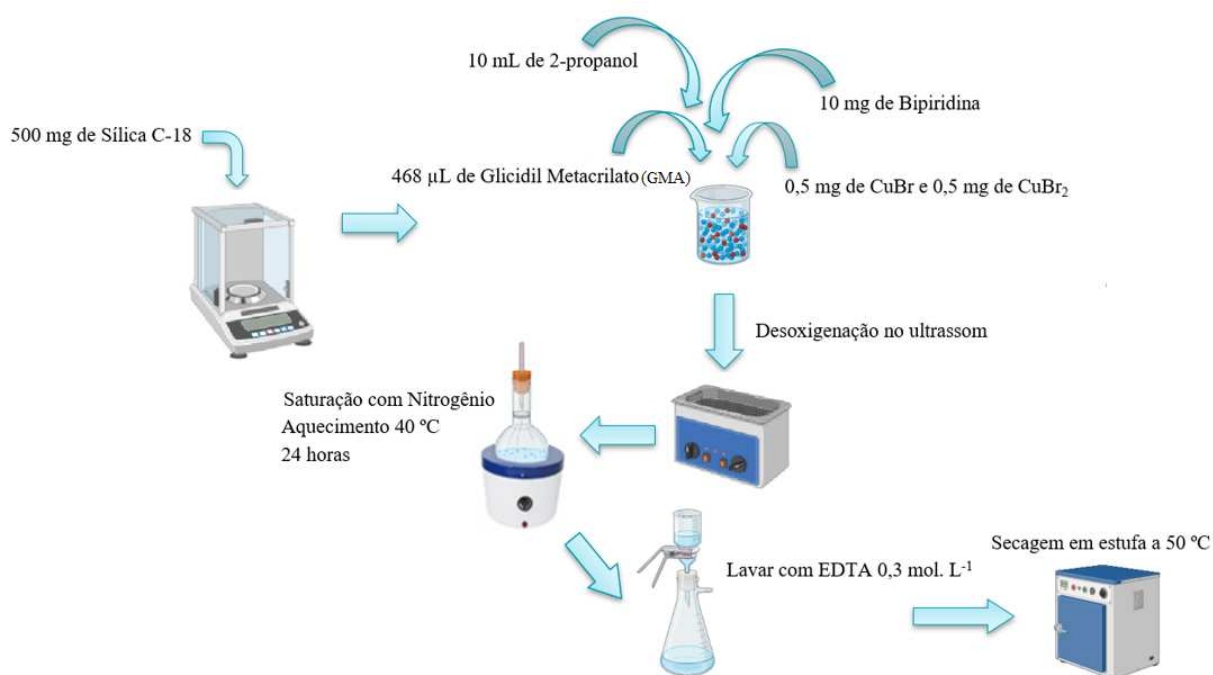 10 mL de 2-propanol
10 mg de Bipiridina
500 mg de Sílica C-18
468 µL de Glicidil Metacrilato (GMA)
0,5 mg de CuBr e 0,5 mg de CuBr₂
Desoxigenação no ultrassom
Saturação com Nitrogênio
Aquecimento 40 ºC
24 horas
Lavar com EDTA 0,3 mol. L⁻¹
Secagem em estufa a 50 ºC